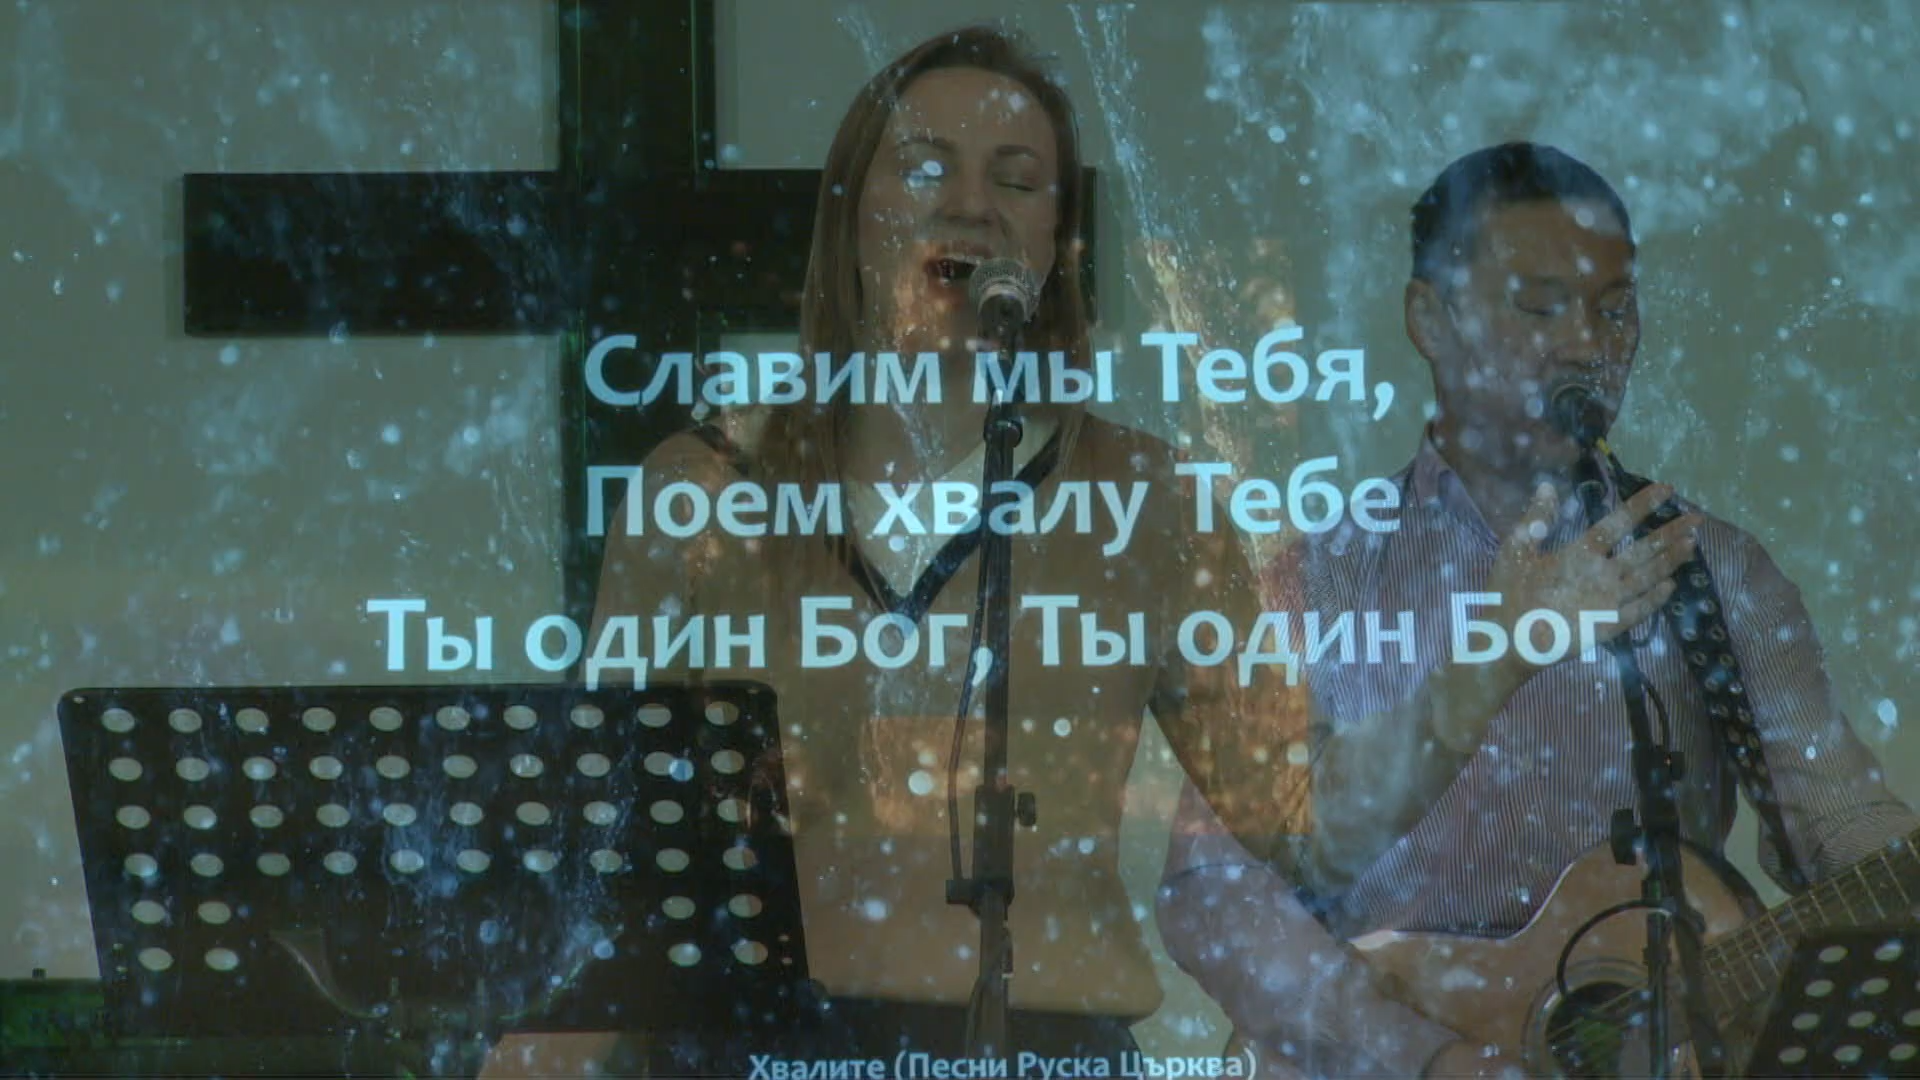 Славим мы Тебя,
Поем хвалу Тебе
Ты один Бог, Ты один Бог
Хвалите (Песни Руска Църква)